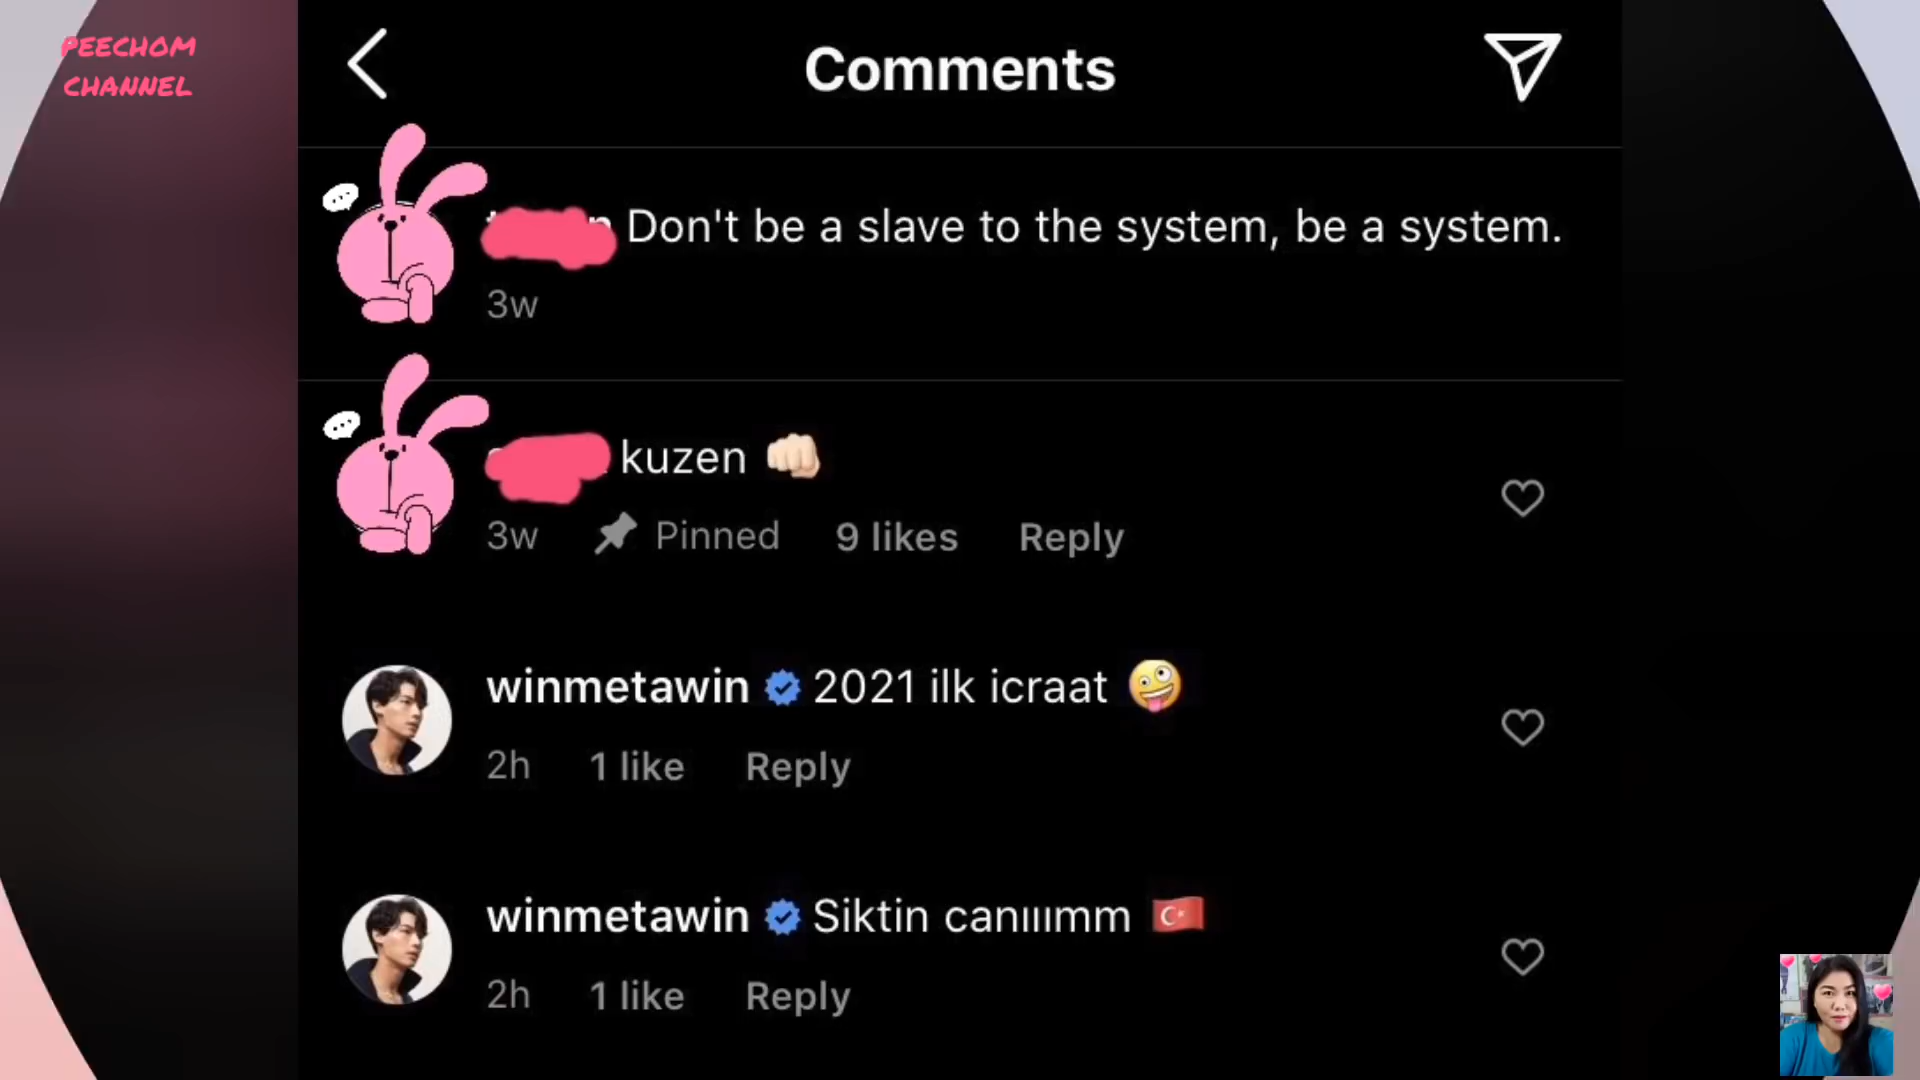 PEECHOM
CHANNEL
Comments
Don't be a slave to the system, be a system.
3w
kuzen 👊🏻
3w Pinned 9 likes Reply
winmetawin 2021 ilk icraat 🤪
2h 1 like Reply
winmetawin Siktin canıııımm 🇹🇷
2h 1 like Reply